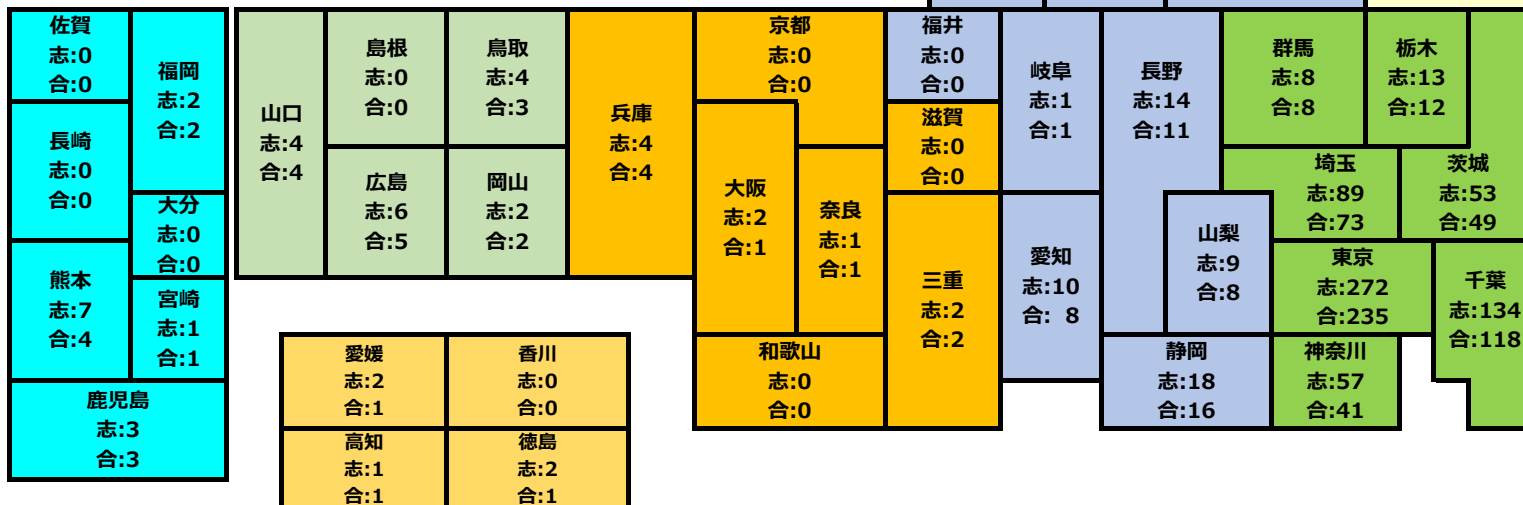 佐賀
志:0
合:0
福岡
志:2
合:2
長崎
志:0
合:0
大分
志:0
合:0
熊本
志:7
合:4
宮崎
志:1
合:1
鹿児島
志:3
合:3
山口
志:4
合:4
島根
志:0
合:0
鳥取
志:4
合:3
広島
志:6
合:5
岡山
志:2
合:2
兵庫
志:4
合:4
京都
志:0
合:0
大阪
志:2
合:1
奈良
志:1
合:1
和歌山
志:0
合:0
福井
志:0
合:0
滋賀
志:0
合:0
三重
志:2
合:2
岐阜
志:1
合:1
愛知
志:10
合: 8
長野
志:14
合:11
山梨
志:9
合:8
静岡
志:18
合:16
群馬
志:8
合:8
栃木
志:13
合:12
埼玉
志:89
合:73
茨城
志:53
合:49
東京
志:272
合:235
千葉
志:134
合:118
神奈川
志:57
合:41
愛媛
志:2
合:1
香川
志:0
合:0
高知
志:1
合:1
徳島
志:2
合:1